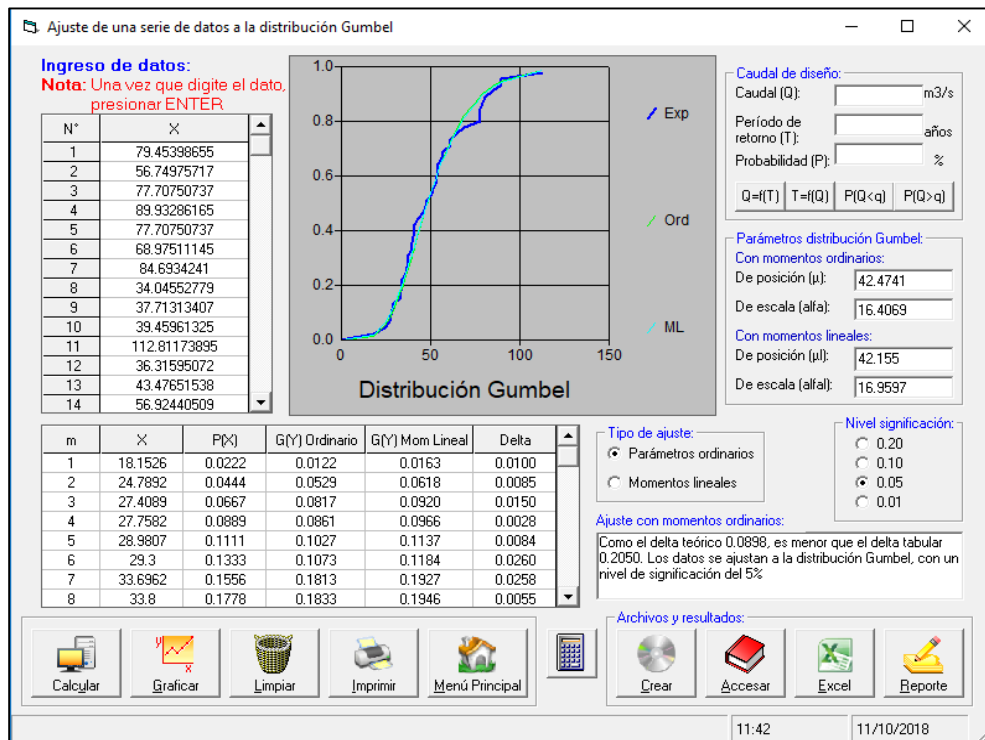 Ajuste de una serie de datos a la distribución Gumbel
Ingreso de datos:
Nota: Una vez que digite el dato,
presionar ENTER
N° X
1 79.45398655
2 56.74975717
3 77.70750737
4 89.93286165
5 77.70750737
6 68.97511145
7 84.6934241
8 34.04552779
9 37.71313407
10 39.45961325
11 112.81173895
12 36.31595072
13 43.47651538
14 56.92440509
1.0
0.8
0.6
0.4
0.2
0.0
0 50 100 150
Exp
Ord
ML
Distribución Gumbel
Caudal de diseño:
Caudal (Q): m3/s
Período de
retorno (T): años
Probabilidad (P): %
Q=f(T) T=f(Q) P(Q<q) P(Q>q)
Parámetros distribución Gumbel:
Con momentos ordinarios:
De posición (µ) 42.4741
De escala (alfa) 16.4069
Con momentos lineales:
De posición (µl) 42.155
De escala (alfal): 16.9597
m X P(X) G(Y) Ordinario G(Y) Mom Lineal Delta
1 18.1526 0.0222 0.0122 0.0163 0.0100
2 24.7892 0.0444 0.0529 0.0618 0.0085
3 27.4089 0.0667 0.0817 0.0920 0.0150
4 27.7582 0.0889 0.0861 0.0966 0.0028
5 28.9807 0.1111 0.1027 0.1137 0.0084
6 29.3 0.1333 0.1073 0.1184 0.0260
7 33.6962 0.1556 0.1813 0.1927 0.0258
8 33.8 0.1778 0.1833 0.1946 0.0055
Tipo de ajuste:
Parámetros ordinarios
Momentos lineales
Nivel significación:
0.20
0.10
0.05
0.01
Ajuste con momentos ordinarios:
Como el delta teórico 0.0898, es menor que el delta tabular
0.2050. Los datos se ajustan a la distribución Gumbel, con un
nivel de significación del 5%
Calcular Graficar Limpiar Imprimir Menú Principal
Archivos y resultados:
Crear Accesar Excel Reporte
11:42 11/10/2018